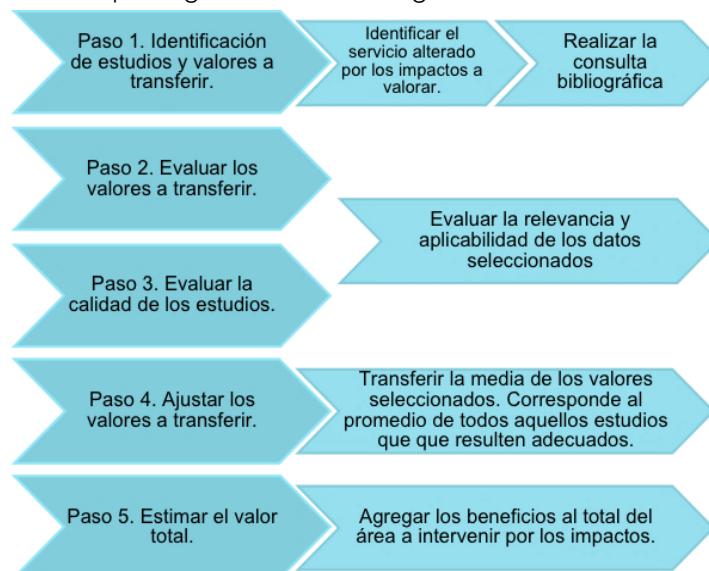 Paso 1. Identificación
de estudios y valores a
transferir.
Identificar el
servicio alterado
por los impactos a
valorar.
Realizar la
consulta
bibliográfica
Paso 2. Evaluar los
valores a transferir.
Evaluar la relevancia y
aplicabilidad de los datos
seleccionados
Paso 3. Evaluar la
calidad de los estudios.
Paso 4. Ajustar los
valores a transferir.
Transferir la media de los valores
seleccionados. Corresponde al
promedio de todos aquellos estudios
que que resulten adecuados.
Paso 5. Estimar el valor
total.
Agregar los beneficios al total del
área a intervenir por los impactos.